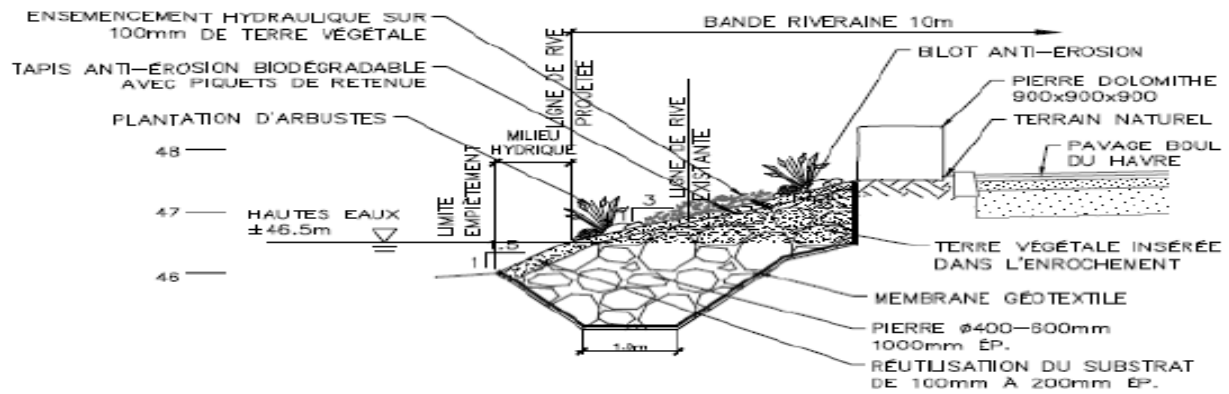 ENSEMENCEMENT HYDRAULIQUE SUR
100mm DE TERRE VÉGÉTALE
TAPIS ANTI-ÉROSION BIODÉGRADABLE
AVEC PIQUETS DE RETENUE
PLANTATION D'ARBUSTES
48
47
46
HAUTES EAUX
±46.5m
LIMITE
EMPIÈTEMENT
MILIEU
HYDRIQUE
LIGNE DE RIVE
PROJETÉE
LIGNE DE RIVE
EXISTANTE
BANDE RIVERAINE 10m
BILOT ANTI-ÉROSION
PIERRE DOLOMITHE
900x900x900
TERRAIN NATUREL
PAVAGE BOUL
DU HAVRE
1
3
1.5
1
TERRE VÉGÉTALE INSÉRÉE
DANS L'ENROCHEMENT
MEMBRANE GÉOTEXTILE
PIERRE ø400-600mm
1000mm ÉP.
RÉUTILISATION DU SUBSTRAT
DE 100mm À 200mm ÉP.